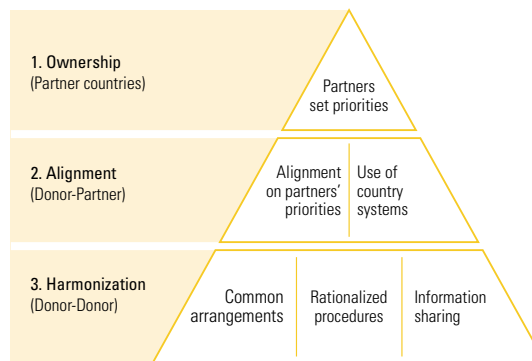 1. Ownership
(Partner countries)
Partners
set priorities
2. Alignment
(Donor-Partner)
Alignment
on partners’
priorities
Use of
country
systems
3. Harmonization
(Donor-Donor)
Common
arrangements
Rationalized
procedures
Information
sharing